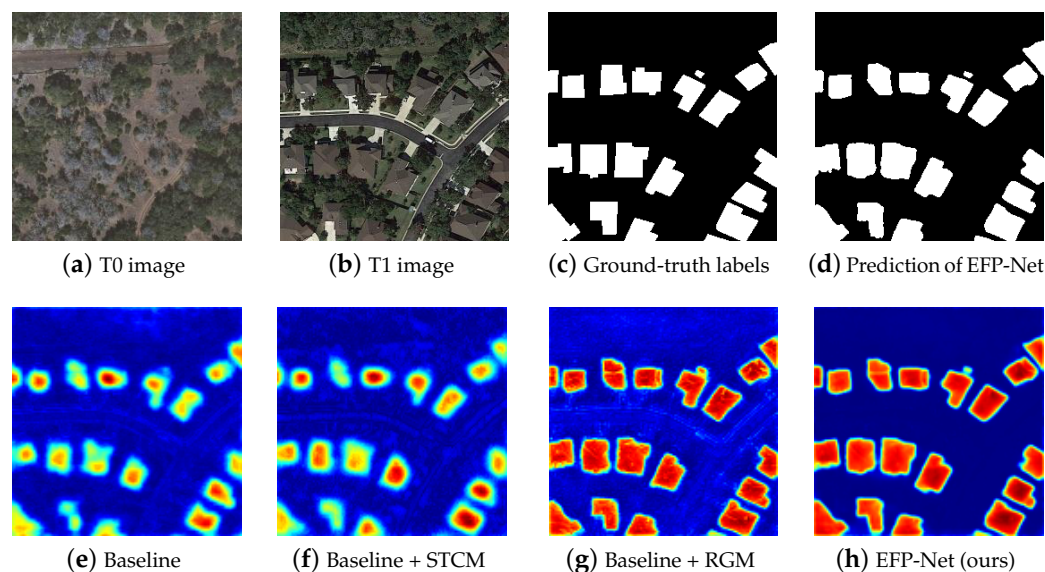 (a) T0 image
(b) T1 image
(c) Ground-truth labels
(d) Prediction of EFP-Net
(e) Baseline
(f) Baseline + STCM
(g) Baseline + RGM
(h) EFP-Net (ours)